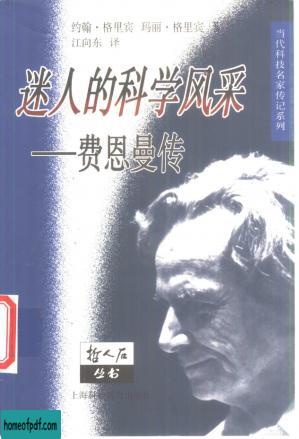 约翰·格里宾 玛丽·格里宾 著
江向东 译
当代科技名家传记系列
迷人的科学风采
——费恩曼传
哲人石
丛书
上海科技教育出版社
homeofpdf.com